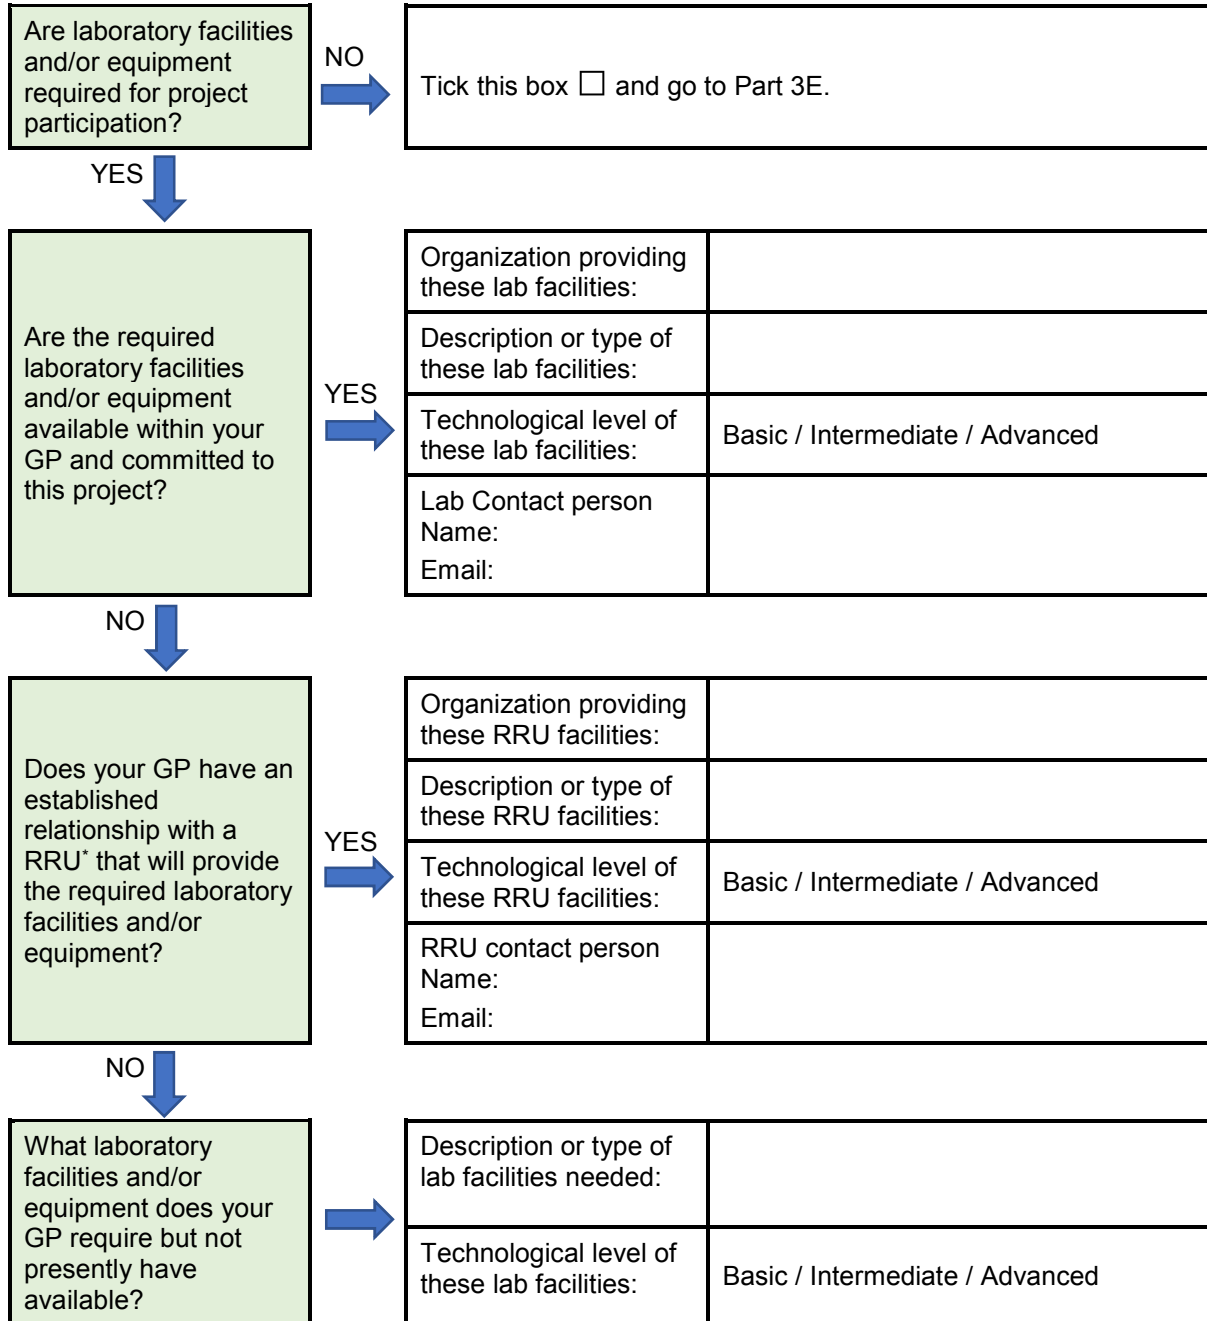 Are laboratory facilities
and/or equipment
required for project
participation?
NO
Tick this box ☐ and go to Part 3E.
YES
Are the required
laboratory facilities
and/or equipment
available within your
GP and committed to
this project?
YES
Organization providing
these lab facilities:
Description or type of
these lab facilities:
Technological level of
these lab facilities:
Basic / Intermediate / Advanced
Lab Contact person
Name:
Email:
NO
Does your GP have an
established
relationship with a
RRU* that will provide
the required laboratory
facilities and/or
equipment?
YES
Organization providing
these RRU facilities:
Description or type of
these RRU facilities:
Technological level of
these RRU facilities:
Basic / Intermediate / Advanced
RRU contact person
Name:
Email:
NO
What laboratory
facilities and/or
equipment does your
GP require but not
presently have
available?
Description or type of
lab facilities needed:
Technological level of
these lab facilities:
Basic / Intermediate / Advanced